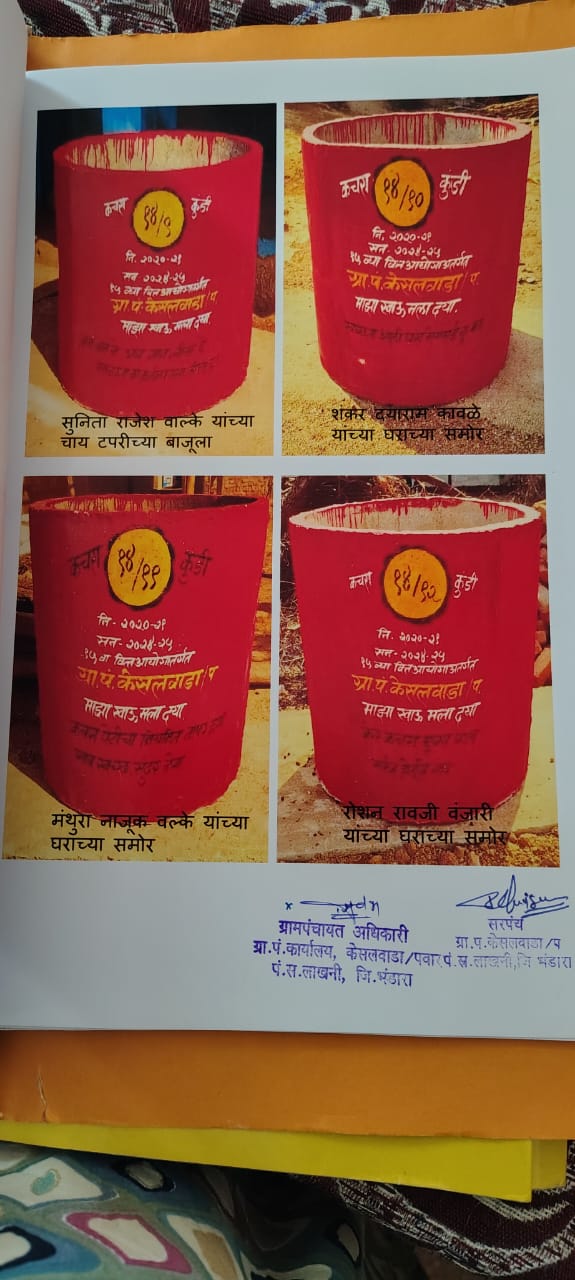 कचरा १४/९ कुंडी
नि. २०२०-२१
सन २०२४-२५
१५ व्या वित्त आयोगाअंतर्गत
ग्रा.पं. केसलवाडा/प.
माझा खाऊ मला द्या.
सुनिता राजेश वाल्के यांच्या
चाय टपरीच्या बाजूला
कचरा १४/१० कुंडी
नि. २०२०-२१
सन- २०२४-२५
१५ व्या वित्त आयोगाअंतर्गत
ग्रा.पं. केसलवाडा/प.
माझा खाऊ, मला द्या.
शंकर दयाराम कावळे
यांच्या घराच्या समोर
कचरा १४/११ कुंडी
नि- २०२०-२१
सन- २०२४-२५
१५ वा वित्त आयोगांतर्गत
ग्रा.पं. केसलवाडा/प.
माझा खाऊ, मला द्या
मंथुरा नाजूक वल्के यांच्या
घराच्या समोर
कचरा १४/१२ कुंडी
नि. २०२०-२१
सन- २०२४-२५
१५ व्या वित्त आयोगाअंतर्गत
ग्रा.पं. केसलवाडा/प.
माझा खाऊ मला द्या
रोशन रावजी वंजारी
यांच्या घराच्या समोर
ग्रामपंचायत अधिकारी
ग्रा.पं.कार्यालय, केसलवाडा/पवार
पं.स.लाखनी, जि.भंडारा
सरपंच
ग्रा.प.केसलवाडा/प
पं.स.लाखनी,जि भंडारा